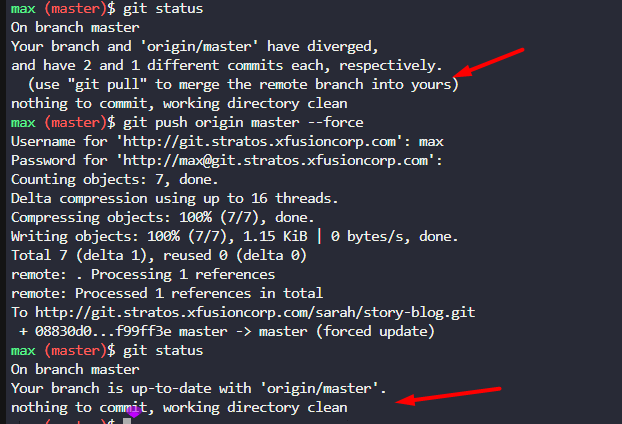 max (master)$ git status
On branch master
Your branch and 'origin/master' have diverged,
and have 2 and 1 different commits each, respectively.
  (use "git pull" to merge the remote branch into yours)
nothing to commit, working directory clean
max (master)$ git push origin master --force
Username for 'http://git.stratos.xfusioncorp.com': max
Password for 'http://max@git.stratos.xfusioncorp.com':
Counting objects: 7, done.
Delta compression using up to 16 threads.
Compressing objects: 100% (7/7), done.
Writing objects: 100% (7/7), 1.15 KiB | 0 bytes/s, done.
Total 7 (delta 1), reused 0 (delta 0)
remote: . Processing 1 references
remote: Processed 1 references in total
To http://git.stratos.xfusioncorp.com/sarah/story-blog.git
 + 08830d0...f99ff3e master -> master (forced update)
max (master)$ git status
On branch master
Your branch is up-to-date with 'origin/master'.
nothing to commit, working directory clean
max (master)$